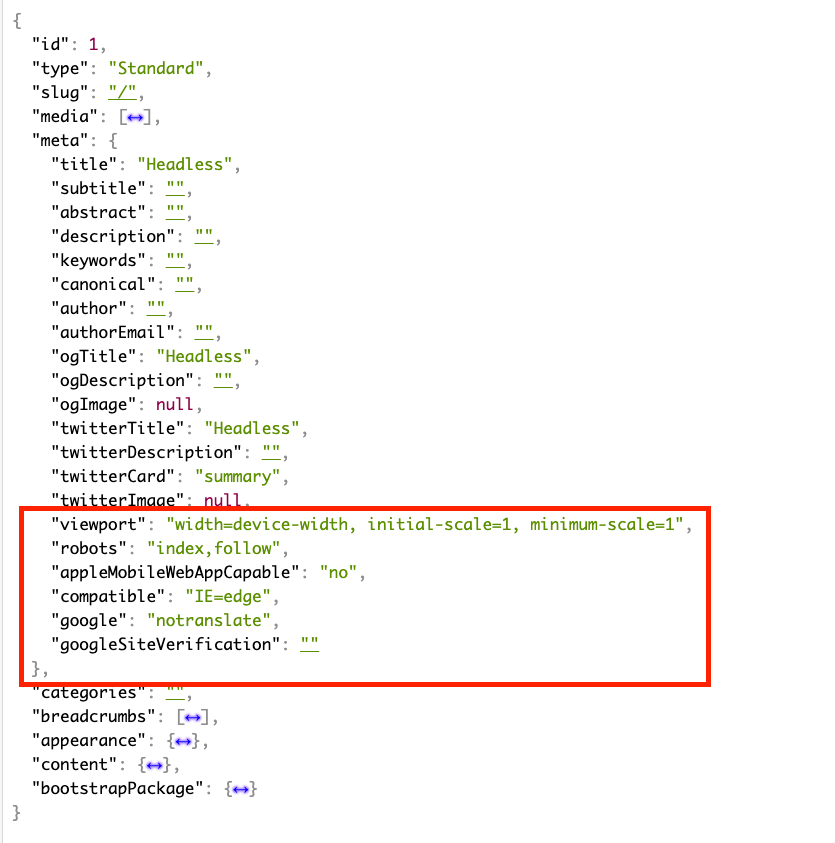 {
"id": 1,
"type": "Standard",
"slug": "/",
"media": [↔],
"meta": {
"title": "Headless",
"subtitle": "",
"abstract": "",
"description": "",
"keywords": "",
"canonical": "",
"author": "",
"authorEmail": "",
"ogTitle": "Headless",
"ogDescription": "",
"ogImage": null,
"twitterTitle": "Headless",
"twitterDescription": "",
"twitterCard": "summary",
"twitterImage": null,
"viewport": "width=device-width, initial-scale=1, minimum-scale=1",
"robots": "index,follow",
"appleMobileWebAppCapable": "no",
"compatible": "IE=edge",
"google": "notranslate",
"googleSiteVerification": ""
},
"categories": "",
"breadcrumbs": [↔],
"appearance": {↔},
"content": {↔},
"bootstrapPackage": {↔}
}